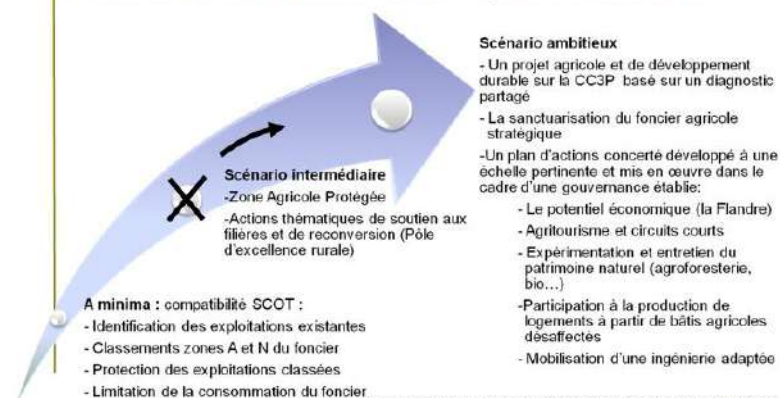 Scénario ambitieux
- Un projet agricole et de développement
durable sur la CC3P basé sur un diagnostic
partagé
- La sanctuarisation du foncier agricole
stratégique
-Un plan d'actions concerté développé à une
échelle pertinente et mis en œuvre dans le
cadre d'une gouvernance établie:
- Le potentiel économique (la Flandre)
- Agritourisme et circuits courts
- Expérimentation et entretien du
patrimoine naturel (agroforesterie,
bio...)
-Participation à la production de
logements à partir de bâtis agricoles
désaffectés
- Mobilisation d'une ingénierie adaptée
Scénario intermédiaire
-Zone Agricole Protégée
-Actions thématiques de soutien aux
filières et de reconversion (Pôle
d'excellence rurale)
A minima : compatibilité SCOT :
- Identification des exploitations existantes
- Classements zones A et N du foncier
- Protection des exploitations classées
- Limitation de la consommation du foncier